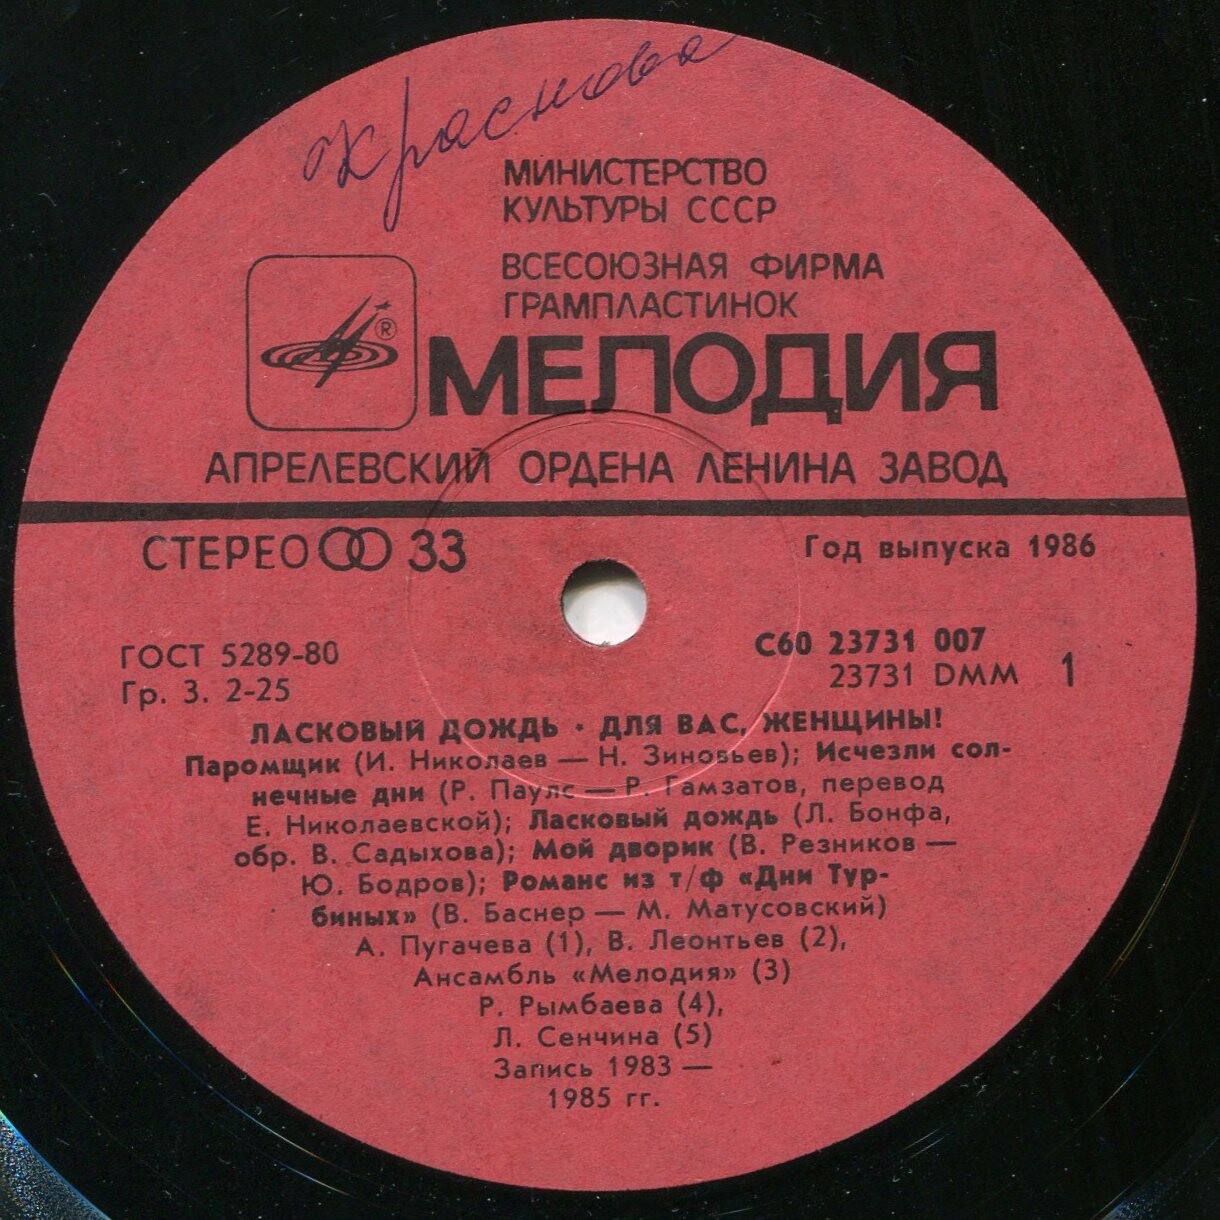 Краснова
МИНИСТЕРСТВО
КУЛЬТУРЫ СССР
ВСЕСОЮЗНАЯ ФИРМА
ГРАМПЛАСТИНОК
®
МЕЛОДИЯ
АПРЕЛЕВСКИЙ ОРДЕНА ЛЕНИНА ЗАВОД
СТЕРЕО 33
Год выпуска 1986
ГОСТ 5289-80
Гр. 3. 2-25
С60 23731 007
23731 DMM 1
ЛАСКОВЫЙ ДОЖДЬ · ДЛЯ ВАС, ЖЕНЩИНЫ!
Паромщик (И. Николаев — Н. Зиновьев); Исчезли сол-
нечные дни (Р. Паулс — Р. Гамзатов, перевод
Е. Николаевской); Ласковый дождь (Л. Бонфа,
обр. В. Садыхова); Мой дворик (В. Резников —
Ю. Бодров); Романс из т/ф «Дни Тур-
биных» (В. Баснер — М. Матусовский)
А. Пугачева (1), В. Леонтьев (2),
Ансамбль «Мелодия» (3)
Р. Рымбаева (4),
Л. Сенчина (5)
Запись 1983 —
1985 гг.